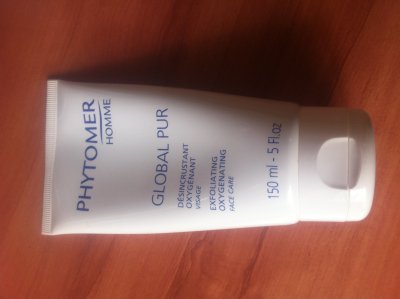 PHYTOMER
HOMME
GLOBAL PUR
DÉSINCRUSTANT
OXYGÉNANT
VISAGE
EXFOLIATING
OXYGENATING
FACE CARE
150 ml - 5 Fl.oz